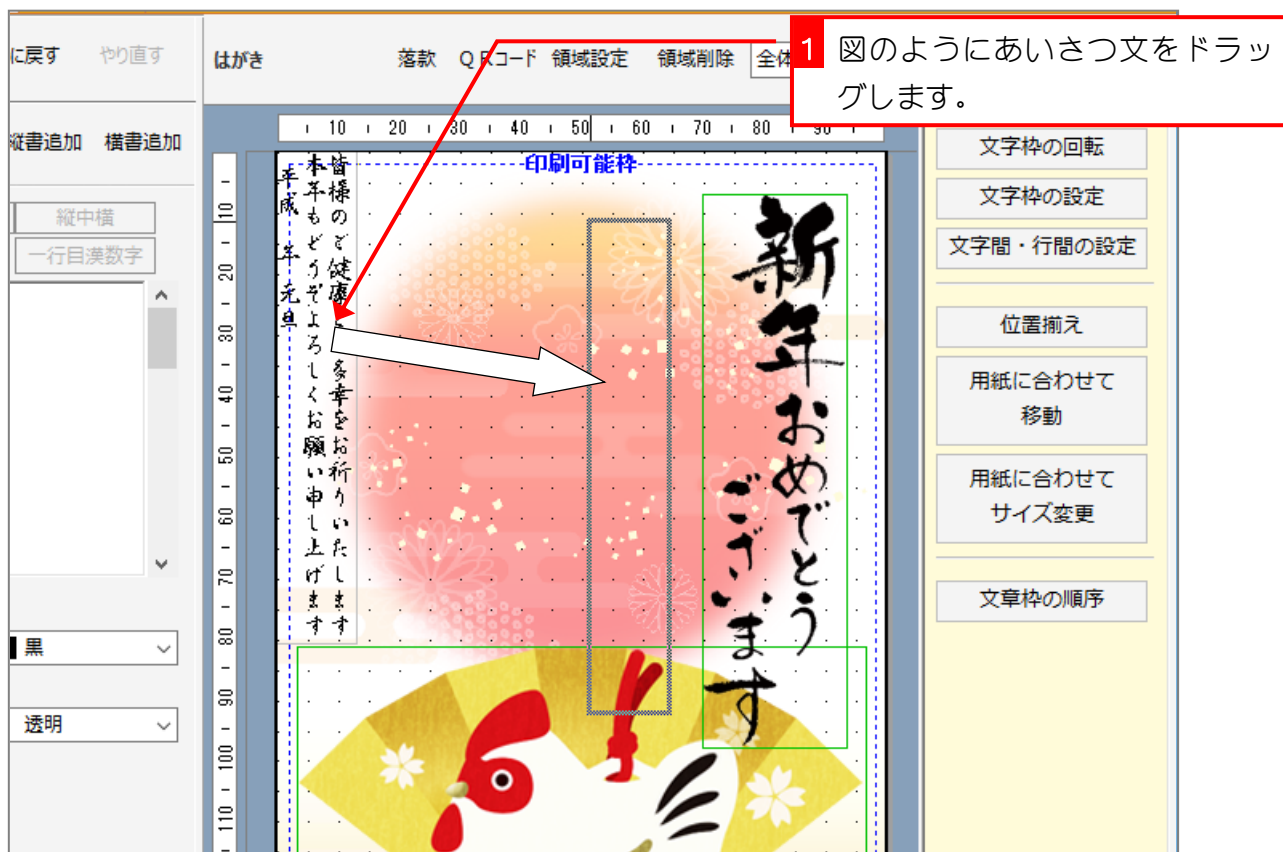 に戻す やり直す
はがき 落款 QRコード 領域設定 領域削除 全体
1 図のようにあいさつ文をドラッ
グします。
縦書追加 横書追加
縦中横
一行目漢数字
黒
透明
10 20 30 40 50 60 70 80 90
10
20
30
40
50
60
70
80
90
100
110
印刷可能枠
新年おめでとう
ございます
皆様のご健康と
多幸をお祈りいたします
本年もどうぞよろしくお願い申し上げます
平成 年 元旦
文字枠の回転
文字枠の設定
文字間・行間の設定
位置揃え
用紙に合わせて
移動
用紙に合わせて
サイズ変更
文章枠の順序